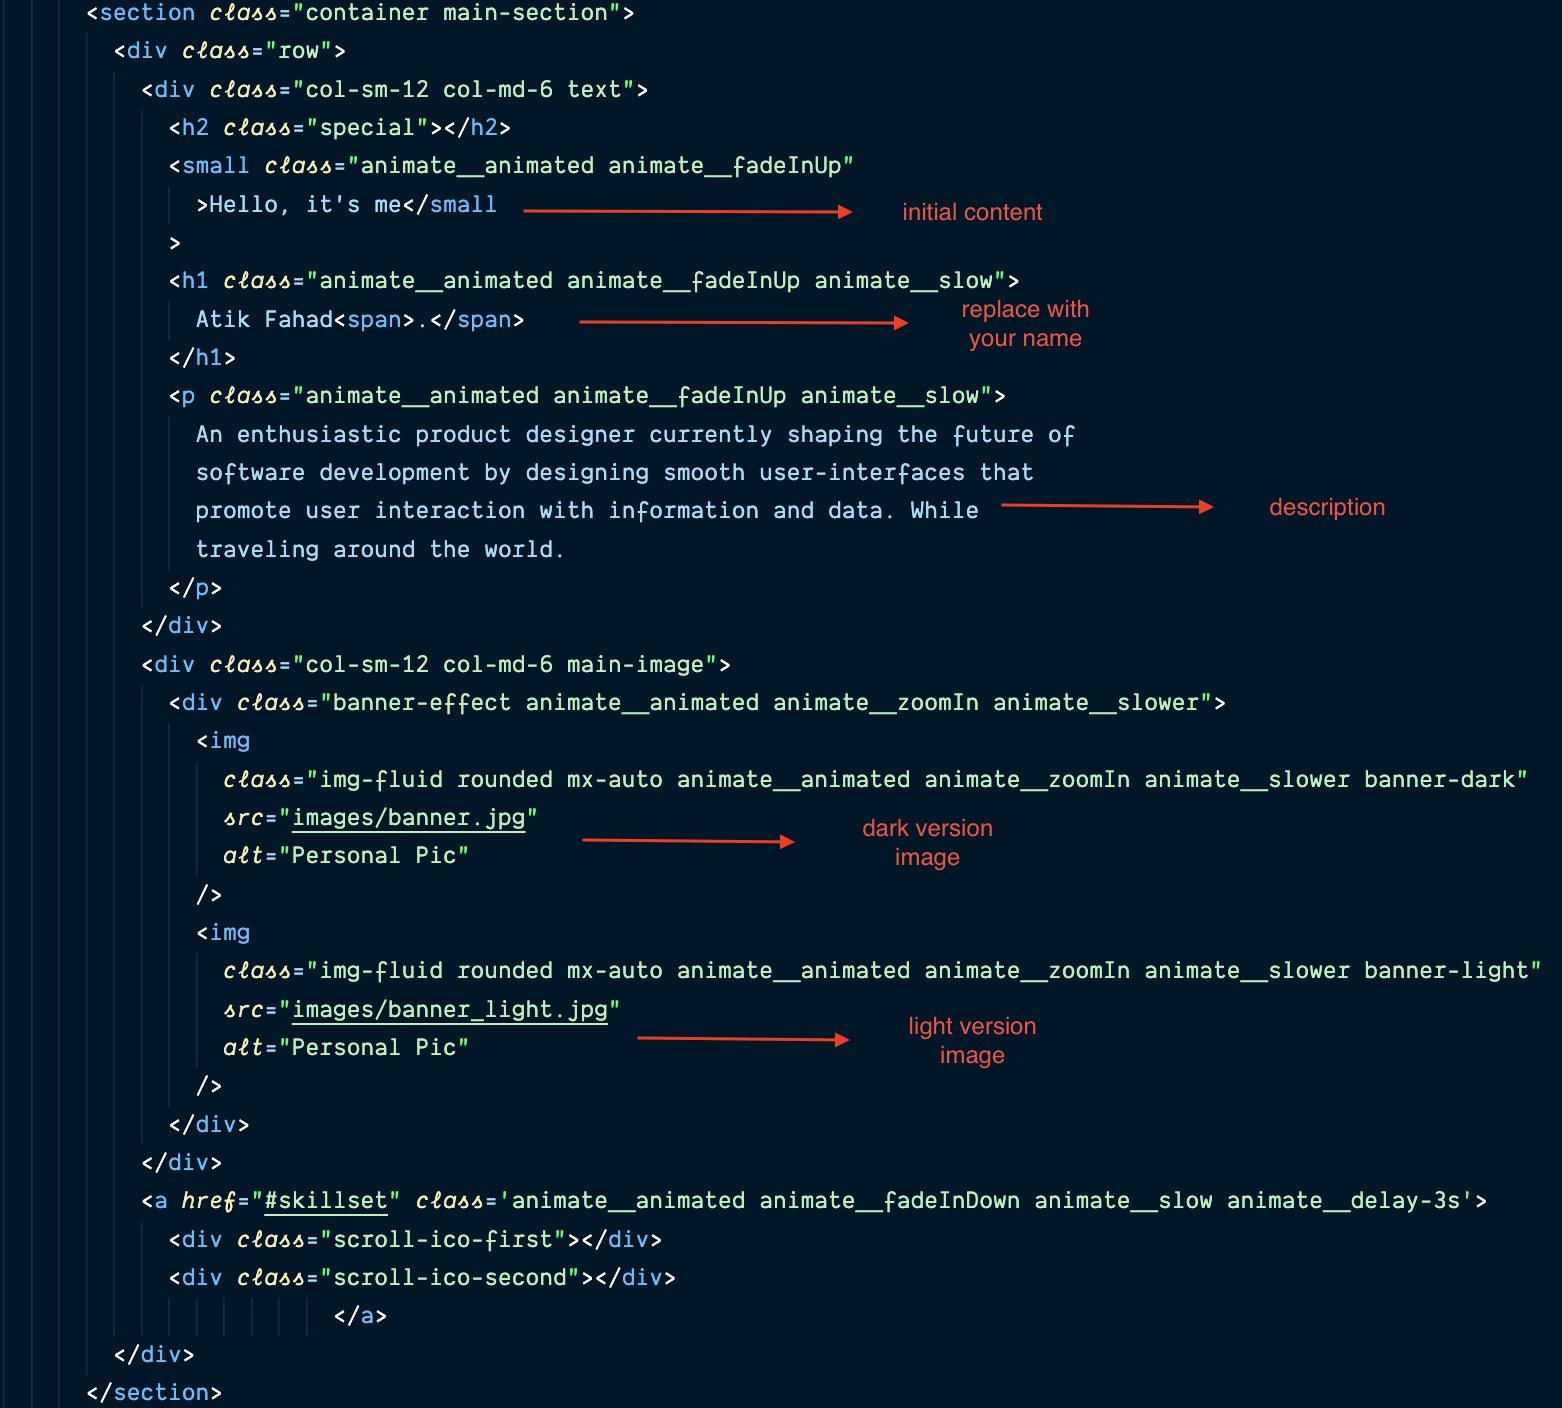 <section class="container main-section">
<div class="row">
<div class="col-sm-12 col-md-6 text">
<h2 class="special"></h2>
<small class="animate__animated animate__fadeInUp"
>Hello, it's me</small
initial content
>
<h1 class="animate__animated animate__fadeInUp animate__slow">
Atik Fahad<span>.</span>
replace with
your name
</h1>
<p class="animate__animated animate__fadeInUp animate__slow">
An enthusiastic product designer currently shaping the future of
software development by designing smooth user-interfaces that
promote user interaction with information and data. While
description
traveling around the world.
</p>
</div>
<div class="col-sm-12 col-md-6 main-image">
<div class="banner-effect animate__animated animate__zoomIn animate__slower">
<img
class="img-fluid rounded mx-auto animate__animated animate__zoomIn animate__slower banner-dark"
src="images/banner.jpg"
dark version
image
alt="Personal Pic"
/>
<img
class="img-fluid rounded mx-auto animate__animated animate__zoomIn animate__slower banner-light"
src="images/banner_light.jpg"
light version
image
alt="Personal Pic"
/>
</div>
</div>
<a href="#skillset" class='animate__animated animate__fadeInDown animate__slow animate__delay-3s'>
<div class="scroll-ico-first"></div>
<div class="scroll-ico-second"></div>
</a>
</div>
</section>